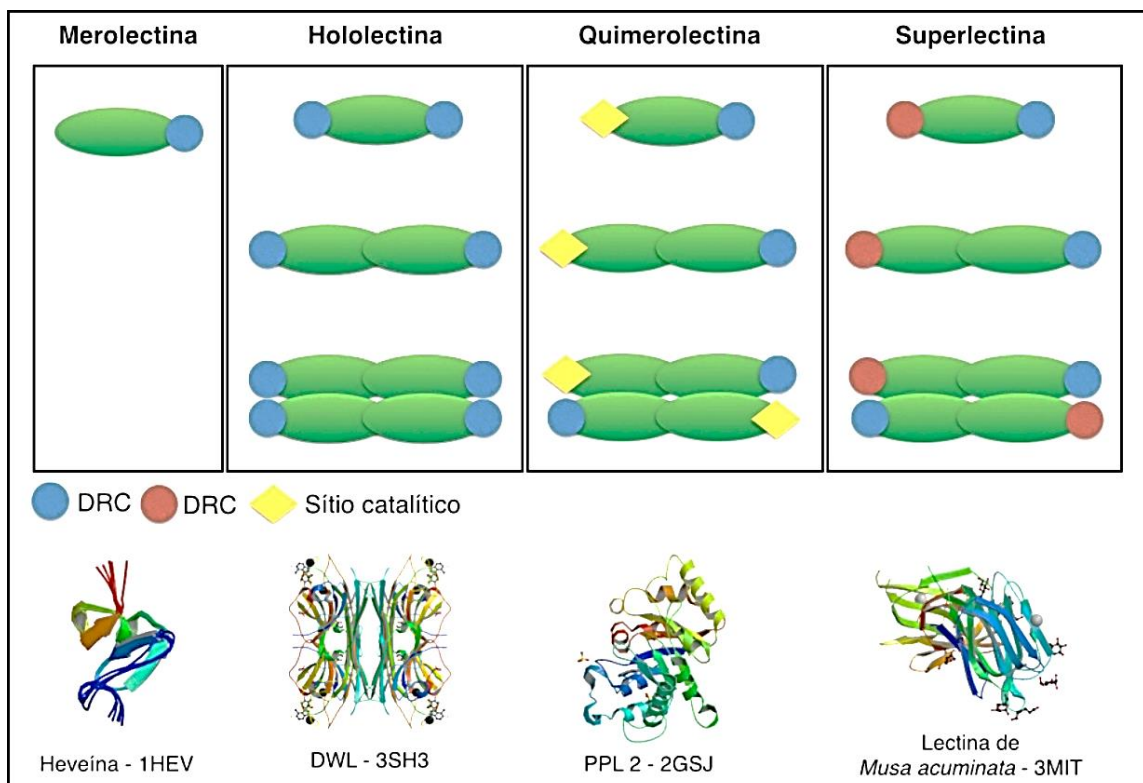 Merolectina
Hololectina
Quimerolectina
Superlectina
DRC
DRC
Sítio catalítico
Heveína - 1HEV
DWL - 3SH3
PPL 2 - 2GSJ
Lectina de
Musa acuminata - 3MIT